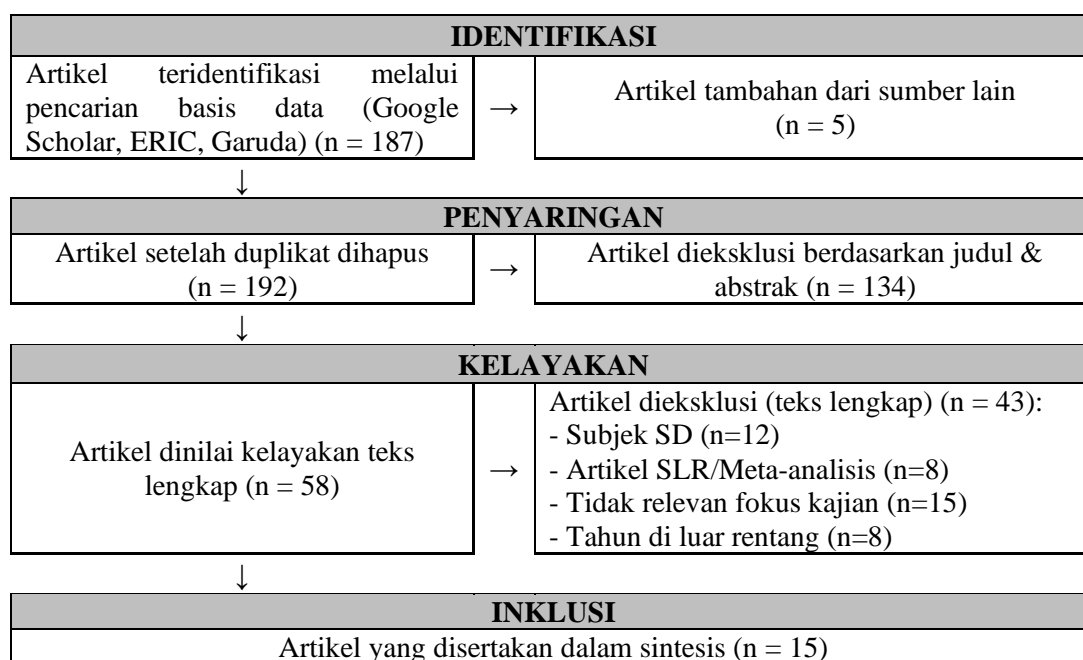 IDENTIFIKASI
Artikel teridentifikasi melalui
pencarian basis data (Google
Scholar, ERIC, Garuda) (n = 187)
→
Artikel tambahan dari sumber lain
(n = 5)
↓
PENYARINGAN
Artikel setelah duplikat dihapus
(n = 192)
→
Artikel dieksklusi berdasarkan judul &
abstrak (n = 134)
↓
KELAYAKAN
Artikel dinilai kelayakan teks
lengkap (n = 58)
→
Artikel dieksklusi (teks lengkap) (n = 43):
- Subjek SD (n=12)
- Artikel SLR/Meta-analisis (n=8)
- Tidak relevan fokus kajian (n=15)
- Tahun di luar rentang (n=8)
↓
INKLUSI
Artikel yang disertakan dalam sintesis (n = 15)